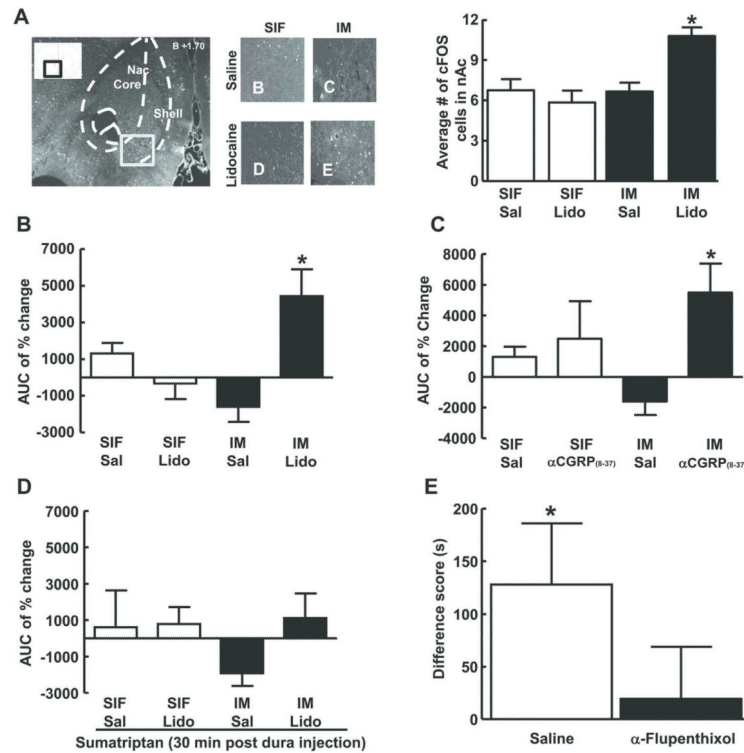 A
B +1.70
Nac
Core
Shell
SIF
IM
Saline
B
C
Lidocaine
D
E
Average # of cFOS
cells in nAc
12
9
6
3
0
*
SIF
Sal
SIF
Lido
IM
Sal
IM
Lido
B
AUC of % change
7000
5000
3000
1000
-1000
-3000
*
SIF
Sal
SIF
Lido
IM
Sal
IM
Lido
C
AUC of % Change
8000
6000
4000
2000
0
-2000
-4000
*
SIF
Sal
SIF
αCGRP(8-37)
IM
Sal
IM
αCGRP(8-37
D
AUC of % change
7000
5000
3000
1000
-1000
-3000
SIF
Sal
SIF
Lido
IM
Sal
IM
Lido
Sumatriptan (30 min post dura injection)
E
Difference score (s)
200
150
100
50
0
*
Saline
α-Flupenthixol